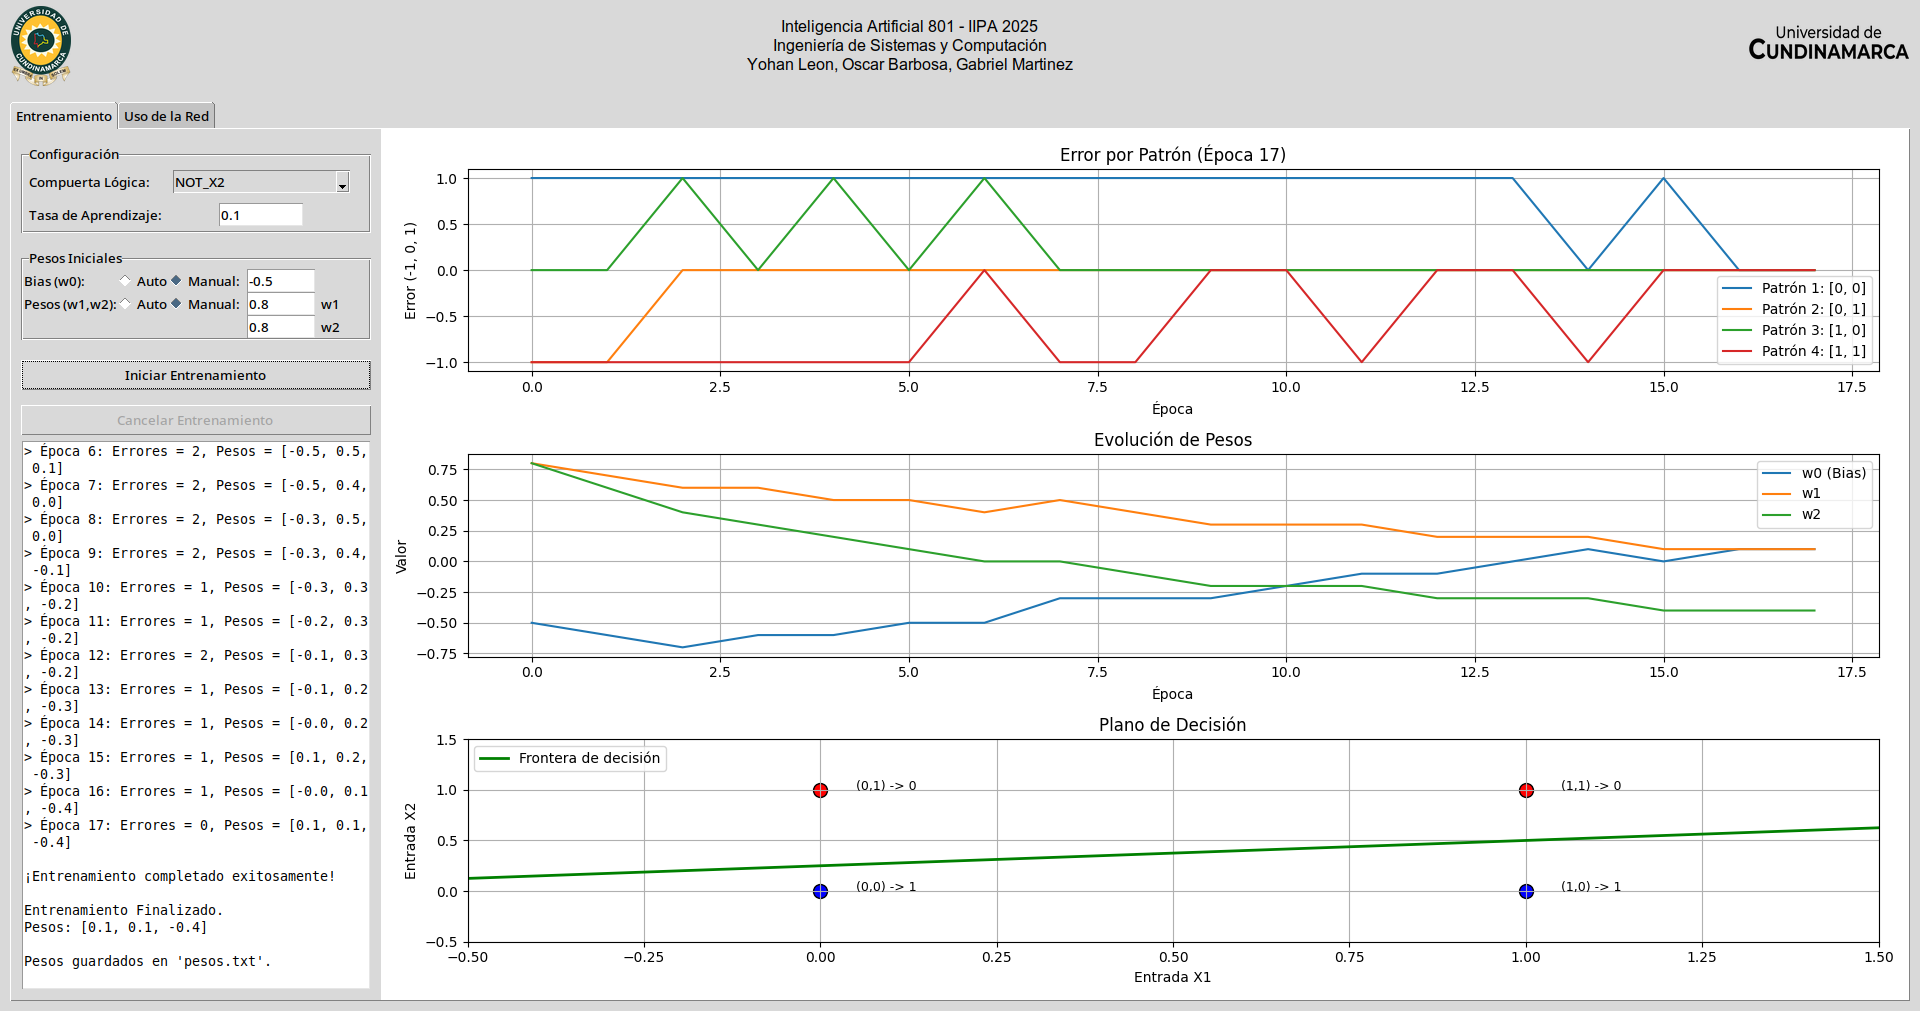 UNIVERSIDAD DE
CUNDINAMARCA
Inteligencia Artificial 801 - IIPA 2025
Ingeniería de Sistemas y Computación
Yohan Leon, Oscar Barbosa, Gabriel Martinez
Universidad de
CUNDINAMARCA
Entrenamiento
Uso de la Red
Configuración
Compuerta Lógica: NOT_X2
Tasa de Aprendizaje: 0.1
Pesos Iniciales
Bias (w0): Auto Manual: -0.5
Pesos (w1,w2): Auto Manual: 0.8 w1
0.8 w2
Iniciar Entrenamiento
Cancelar Entrenamiento
> Época 6: Errores = 2, Pesos = [-0.5, 0.5,
0.1]
> Época 7: Errores = 2, Pesos = [-0.5, 0.4,
0.0]
> Época 8: Errores = 2, Pesos = [-0.3, 0.5,
0.0]
> Época 9: Errores = 2, Pesos = [-0.3, 0.4,
-0.1]
> Época 10: Errores = 1, Pesos = [-0.3, 0.3
, -0.2]
> Época 11: Errores = 1, Pesos = [-0.2, 0.3
, -0.2]
> Época 12: Errores = 2, Pesos = [-0.1, 0.3
, -0.2]
> Época 13: Errores = 1, Pesos = [-0.1, 0.2
, -0.3]
> Época 14: Errores = 1, Pesos = [-0.0, 0.2
, -0.3]
> Época 15: Errores = 1, Pesos = [0.1, 0.2,
-0.3]
> Época 16: Errores = 1, Pesos = [-0.0, 0.1
, -0.4]
> Época 17: Errores = 0, Pesos = [0.1, 0.1,
-0.4]
¡Entrenamiento completado exitosamente!
Entrenamiento Finalizado.
Pesos: [0.1, 0.1, -0.4]
Pesos guardados en 'pesos.txt'.
Error por Patrón (Época 17)
Error (-1, 0, 1)
1.0
0.5
0.0
−0.5
−1.0
Patrón 1: [0, 0]
Patrón 2: [0, 1]
Patrón 3: [1, 0]
Patrón 4: [1, 1]
0.0 2.5 5.0 7.5 10.0 12.5 15.0 17.5
Época
Evolución de Pesos
Valor
0.75
0.50
0.25
0.00
−0.25
−0.50
−0.75
w0 (Bias)
w1
w2
0.0 2.5 5.0 7.5 10.0 12.5 15.0 17.5
Época
Plano de Decisión
Entrada X2
1.5
1.0
0.5
0.0
−0.5
Frontera de decisión
(0,1) -> 0
(1,1) -> 0
(0,0) -> 1
(1,0) -> 1
−0.50 −0.25 0.00 0.25 0.50 0.75 1.00 1.25 1.50
Entrada X1